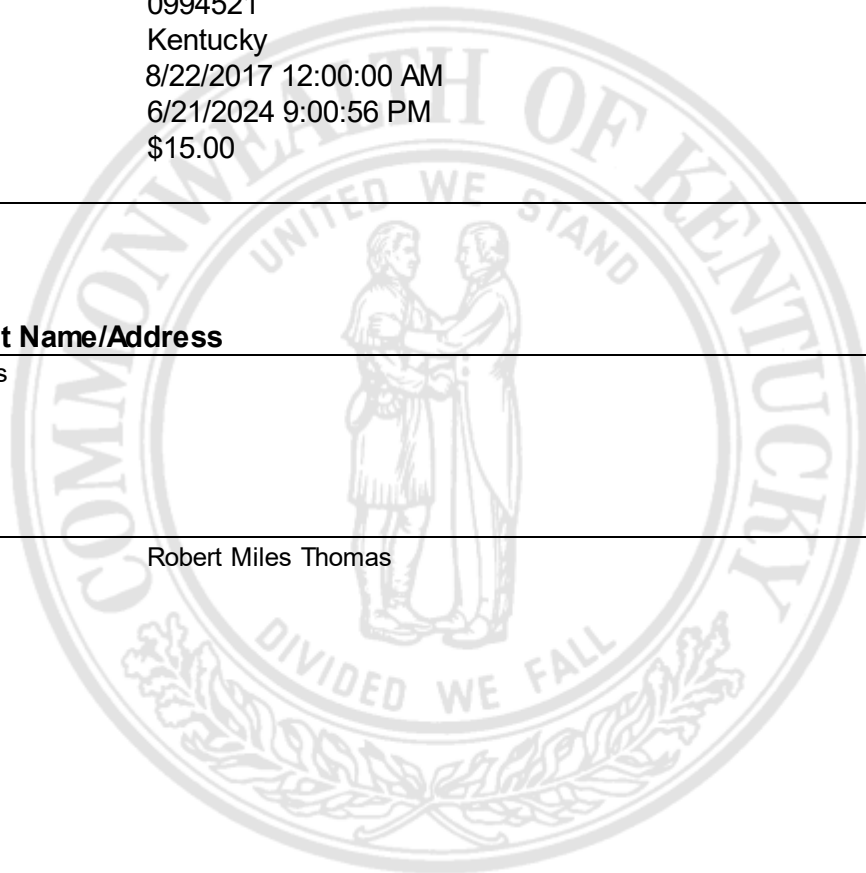 0994521
Kentucky
8/22/2017 12:00:00 AM
6/21/2024 9:00:56 PM
$15.00
t Name/Address
s
Robert Miles Thomas
COMMONWEALTH OF KENTUCKY
UNITED WE STAND
DIVIDED WE FALL